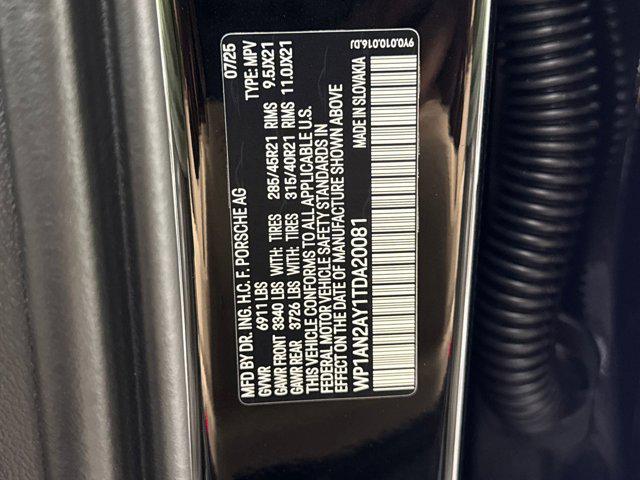 MFD BY DR. ING. H.C. F. PORSCHE AG 07/25
GVWR 6911 LBS TYPE: MPV
GAWR FRONT 3340 LBS WITH: TIRES 285/45R21 RIMS 9.5JX21
GAWR REAR 3726 LBS WITH: TIRES 315/40R21 RIMS 11.0JX21
THIS VEHICLE CONFORMS TO ALL APPLICABLE U.S.
FEDERAL MOTOR VEHICLE SAFETY STANDARDS IN
EFFECT ON THE DATE OF MANUFACTURE SHOWN ABOVE
WP1AN2AY1TDA20081 MADE IN SLOVAKIA
9Y0.010.016.DJ